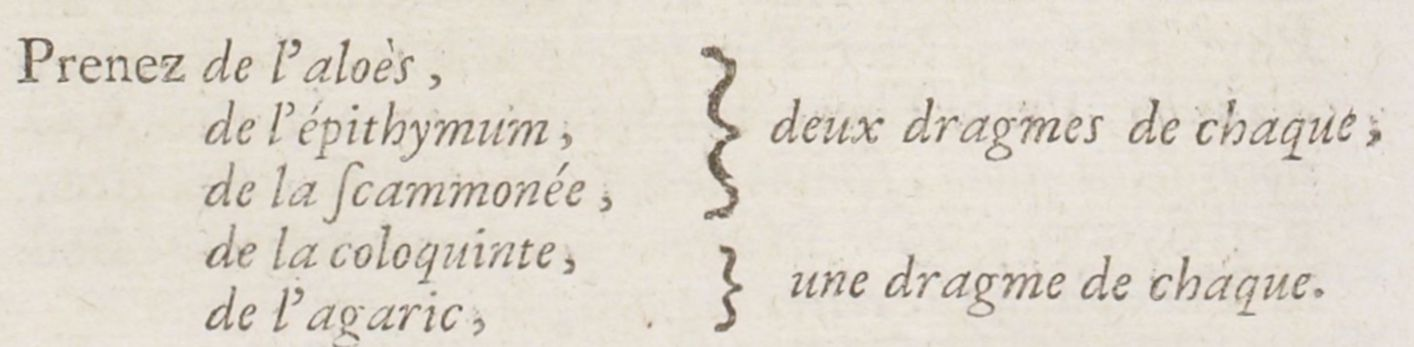 Prenez de l'aloès,
de l'épithymum,
de la ſcammonée,
deux dragmes de chaque;
de la coloquinte,
de l'agaric,
une dragme de chaque.